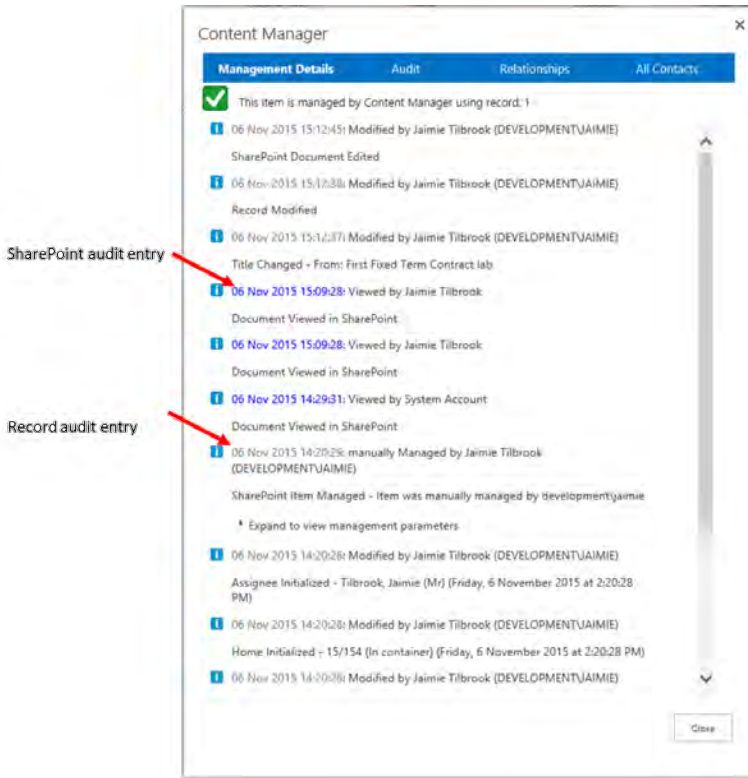 Content Manager
Management Details Audit Relationships All Contacts
This item is managed by Content Manager using record: 1
06 Nov 2015 15:12:45: Modified by Jaimie Tilbrook (DEVELOPMENT\JAIMIE)
SharePoint Document Edited
06 Nov 2015 15:12:38: Modified by Jaimie Tilbrook (DEVELOPMENT\JAIMIE)
Record Modified
06 Nov 2015 15:12:37: Modified by Jaimie Tilbrook (DEVELOPMENT\JAIMIE)
SharePoint audit entry
Title Changed - From: First Fixed Term Contract lab
06 Nov 2015 15:09:28: Viewed by Jaimie Tilbrook
Document Viewed in SharePoint
06 Nov 2015 15:09:28: Viewed by Jaimie Tilbrook
Document Viewed in SharePoint
06 Nov 2015 14:29:31: Viewed by System Account
Document Viewed in SharePoint
Record audit entry
06 Nov 2015 14:20:29: manually Managed by Jaimie Tilbrook
(DEVELOPMENT\JAIMIE)
SharePoint Item Managed - Item was manually managed by development\jaimie
Expand to view management parameters
06 Nov 2015 14:20:28: Modified by Jaimie Tilbrook (DEVELOPMENT\JAIMIE)
Assignee Initialized - Tilbrook, Jaimie (Mr) (Friday, 6 November 2015 at 2:20:28
PM)
06 Nov 2015 14:20:28: Modified by Jaimie Tilbrook (DEVELOPMENT\JAIMIE)
Home Initialized - 15/154 (In container) (Friday, 6 November 2015 at 2:20:28 PM)
06 Nov 2015 14:20:28: Modified by Jaimie Tilbrook (DEVELOPMENT\JAIMIE)
Close